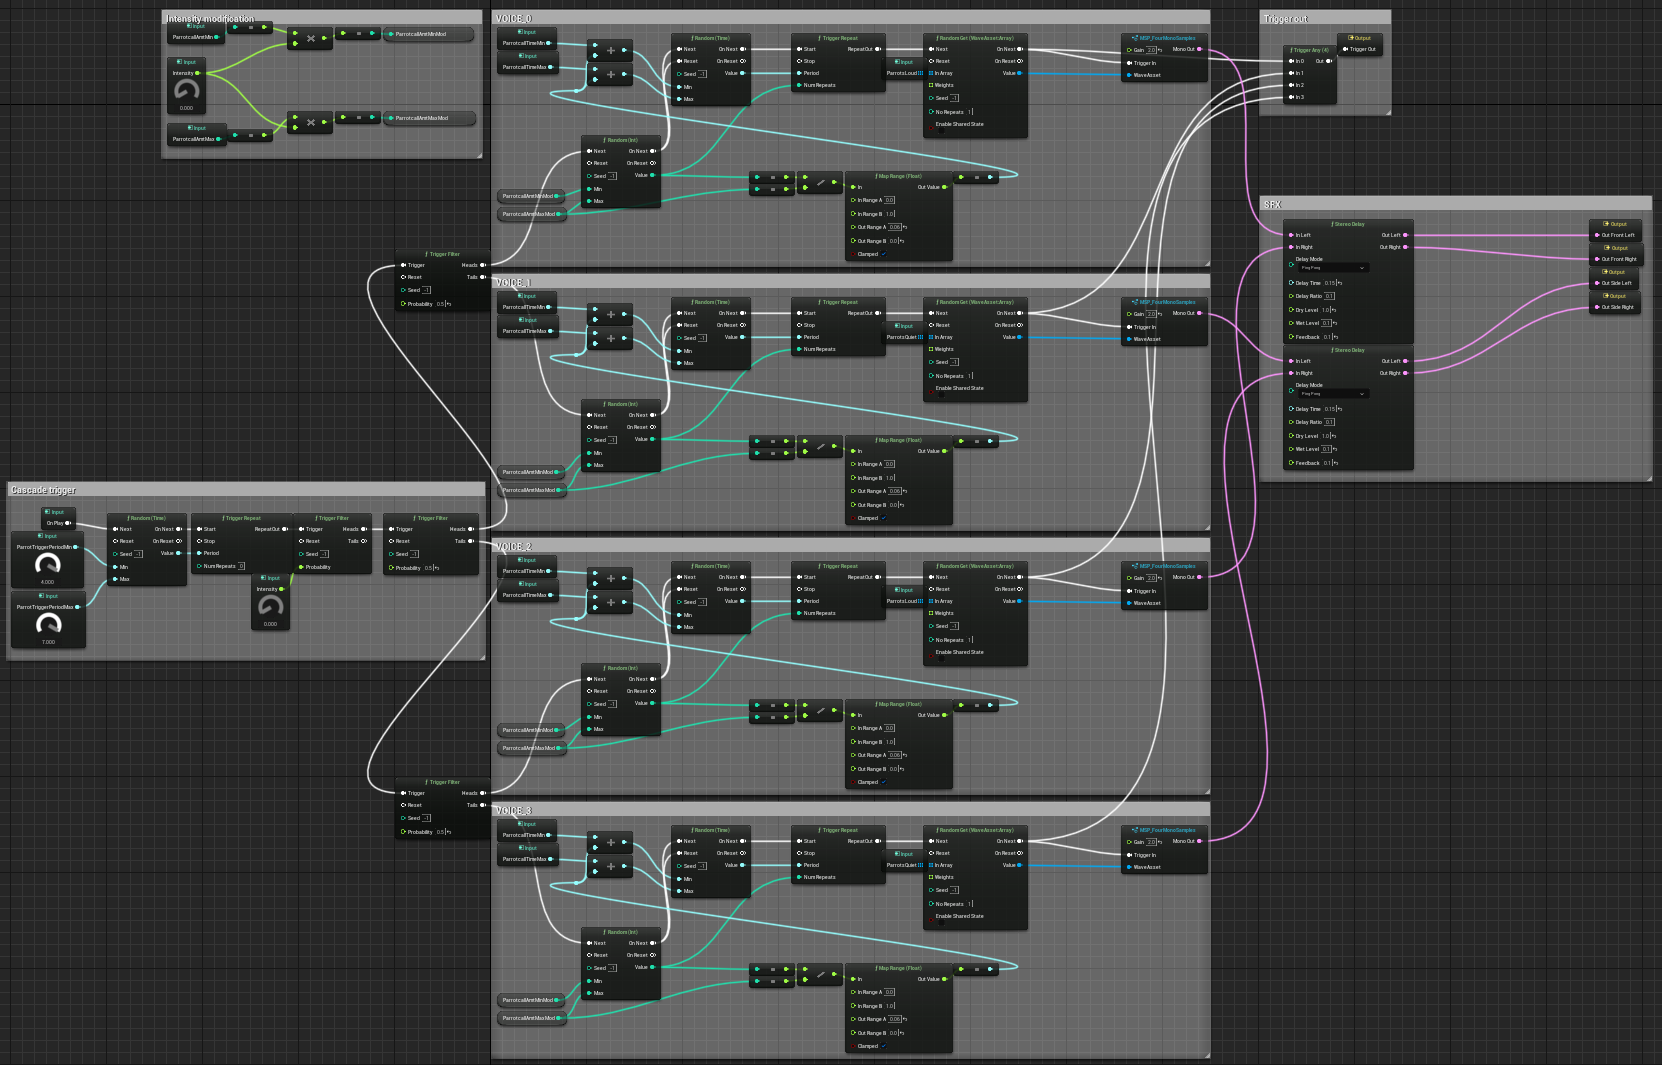 Intensity modification
Input
ParrotcallAmtMin
ParrotcallAmtMinMod
Input
Intensity
0.000
Input
ParrotcallAmtMax
ParrotcallAmtMaxMod
Cascade trigger
Input
On Play
Input
ParrotTriggerPeriodMin
4.000
Input
ParrotTriggerPeriodMax
7.000
Random (Time)
Next On Next
Reset On Reset
Seed -1 Value
Min
Max
Trigger Repeat
Start RepeatOut
Stop
Period
Num Repeats 0
Trigger Filter
Trigger Heads
Reset Tails
Seed -1
Probability
Input
Intensity
0.000
Trigger Filter
Trigger Heads
Reset Tails
Seed -1
Probability 0.5
Trigger Filter
Trigger Heads
Reset Tails
Seed -1
Probability 0.5
Trigger Filter
Trigger Heads
Reset Tails
Seed -1
Probability 0.5
VOICE_0
Input
ParrotcallTimeMin
Input
ParrotcallTimeMax
Random (Time)
Next On Next
Reset On Reset
Seed -1 Value
Min
Max
Trigger Repeat
Start RepeatOut
Stop
Period
Num Repeats
Input
ParrotsLoud
Random Get (WaveAsset:Array)
Next On Next
Reset On Reset
In Array Value
Weights
Seed -1
No Repeats 1
Enable Shared State
MSP_FourMonoSamples
Gain 2.0 Mono Out
Trigger In
WaveAsset
Random (Int)
Next On Next
Reset On Reset
Seed -1 Value
Min
Max
ParrotcallAmtMinMod
ParrotcallAmtMaxMod
Map Range (Float)
In Out Value
In Range A 0.0
In Range B 1.0
Out Range A 0.06
Out Range B 0.0
Clamped
VOICE_1
Input
ParrotcallTimeMin
Input
ParrotcallTimeMax
Random (Time)
Next On Next
Reset On Reset
Seed -1 Value
Min
Max
Trigger Repeat
Start RepeatOut
Stop
Period
Num Repeats
Input
ParrotsQuiet
Random Get (WaveAsset:Array)
Next On Next
Reset On Reset
In Array Value
Weights
Seed -1
No Repeats 1
Enable Shared State
MSP_FourMonoSamples
Gain 2.0 Mono Out
Trigger In
WaveAsset
Random (Int)
Next On Next
Reset On Reset
Seed -1 Value
Min
Max
ParrotcallAmtMinMod
ParrotcallAmtMaxMod
Map Range (Float)
In Out Value
In Range A 0.0
In Range B 1.0
Out Range A 0.06
Out Range B 0.0
Clamped
VOICE_2
Input
ParrotcallTimeMin
Input
ParrotcallTimeMax
Random (Time)
Next On Next
Reset On Reset
Seed -1 Value
Min
Max
Trigger Repeat
Start RepeatOut
Stop
Period
Num Repeats
Input
ParrotsLoud
Random Get (WaveAsset:Array)
Next On Next
Reset On Reset
In Array Value
Weights
Seed -1
No Repeats 1
Enable Shared State
MSP_FourMonoSamples
Gain 2.0 Mono Out
Trigger In
WaveAsset
Random (Int)
Next On Next
Reset On Reset
Seed -1 Value
Min
Max
ParrotcallAmtMinMod
ParrotcallAmtMaxMod
Map Range (Float)
In Out Value
In Range A 0.0
In Range B 1.0
Out Range A 0.06
Out Range B 0.0
Clamped
VOICE_3
Input
ParrotcallTimeMin
Input
ParrotcallTimeMax
Random (Time)
Next On Next
Reset On Reset
Seed -1 Value
Min
Max
Trigger Repeat
Start RepeatOut
Stop
Period
Num Repeats
Input
ParrotsQuiet
Random Get (WaveAsset:Array)
Next On Next
Reset On Reset
In Array Value
Weights
Seed -1
No Repeats 1
Enable Shared State
MSP_FourMonoSamples
Gain 2.0 Mono Out
Trigger In
WaveAsset
Random (Int)
Next On Next
Reset On Reset
Seed -1 Value
Min
Max
ParrotcallAmtMinMod
ParrotcallAmtMaxMod
Map Range (Float)
In Out Value
In Range A 0.0
In Range B 1.0
Out Range A 0.06
Out Range B 0.0
Clamped
Trigger out
Trigger Any (4)
In 0 Out
In 1
In 2
In 3
Output
Trigger Out
SFX
Stereo Delay
In Left Out Left
In Right Out Right
Delay Mode
Ping Pong
Delay Time 0.15
Delay Ratio 0.1
Dry Level 1.0
Wet Level 0.1
Feedback 0.1
Stereo Delay
In Left Out Left
In Right Out Right
Delay Mode
Ping Pong
Delay Time 0.15
Delay Ratio 0.1
Dry Level 1.0
Wet Level 0.1
Feedback 0.1
Output
Out Front Left
Output
Out Front Right
Output
Out Side Left
Output
Out Side Right